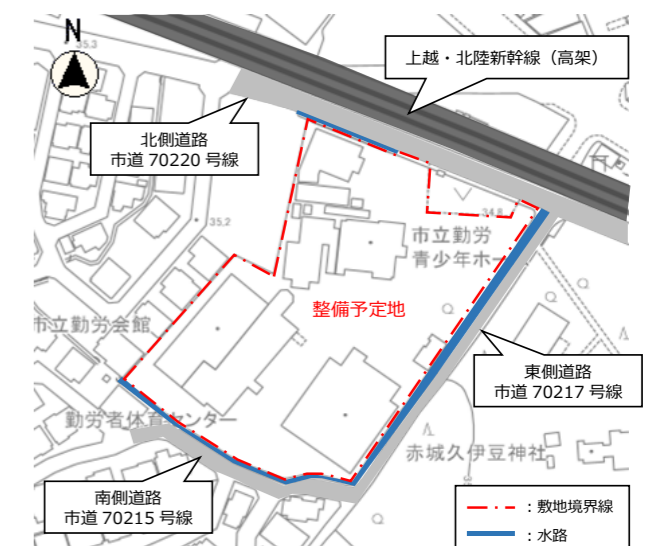 N
35.3
上越・北陸新幹線（高架）
北側道路
市道 70220 号線
35.2
34.8
市立勤労
青少年ホー
整備予定地
市立勤労会館
東側道路
市道 70217 号線
勤労者体育センター
赤城久伊豆神社
南側道路
市道 70215 号線
：敷地境界線
：水路